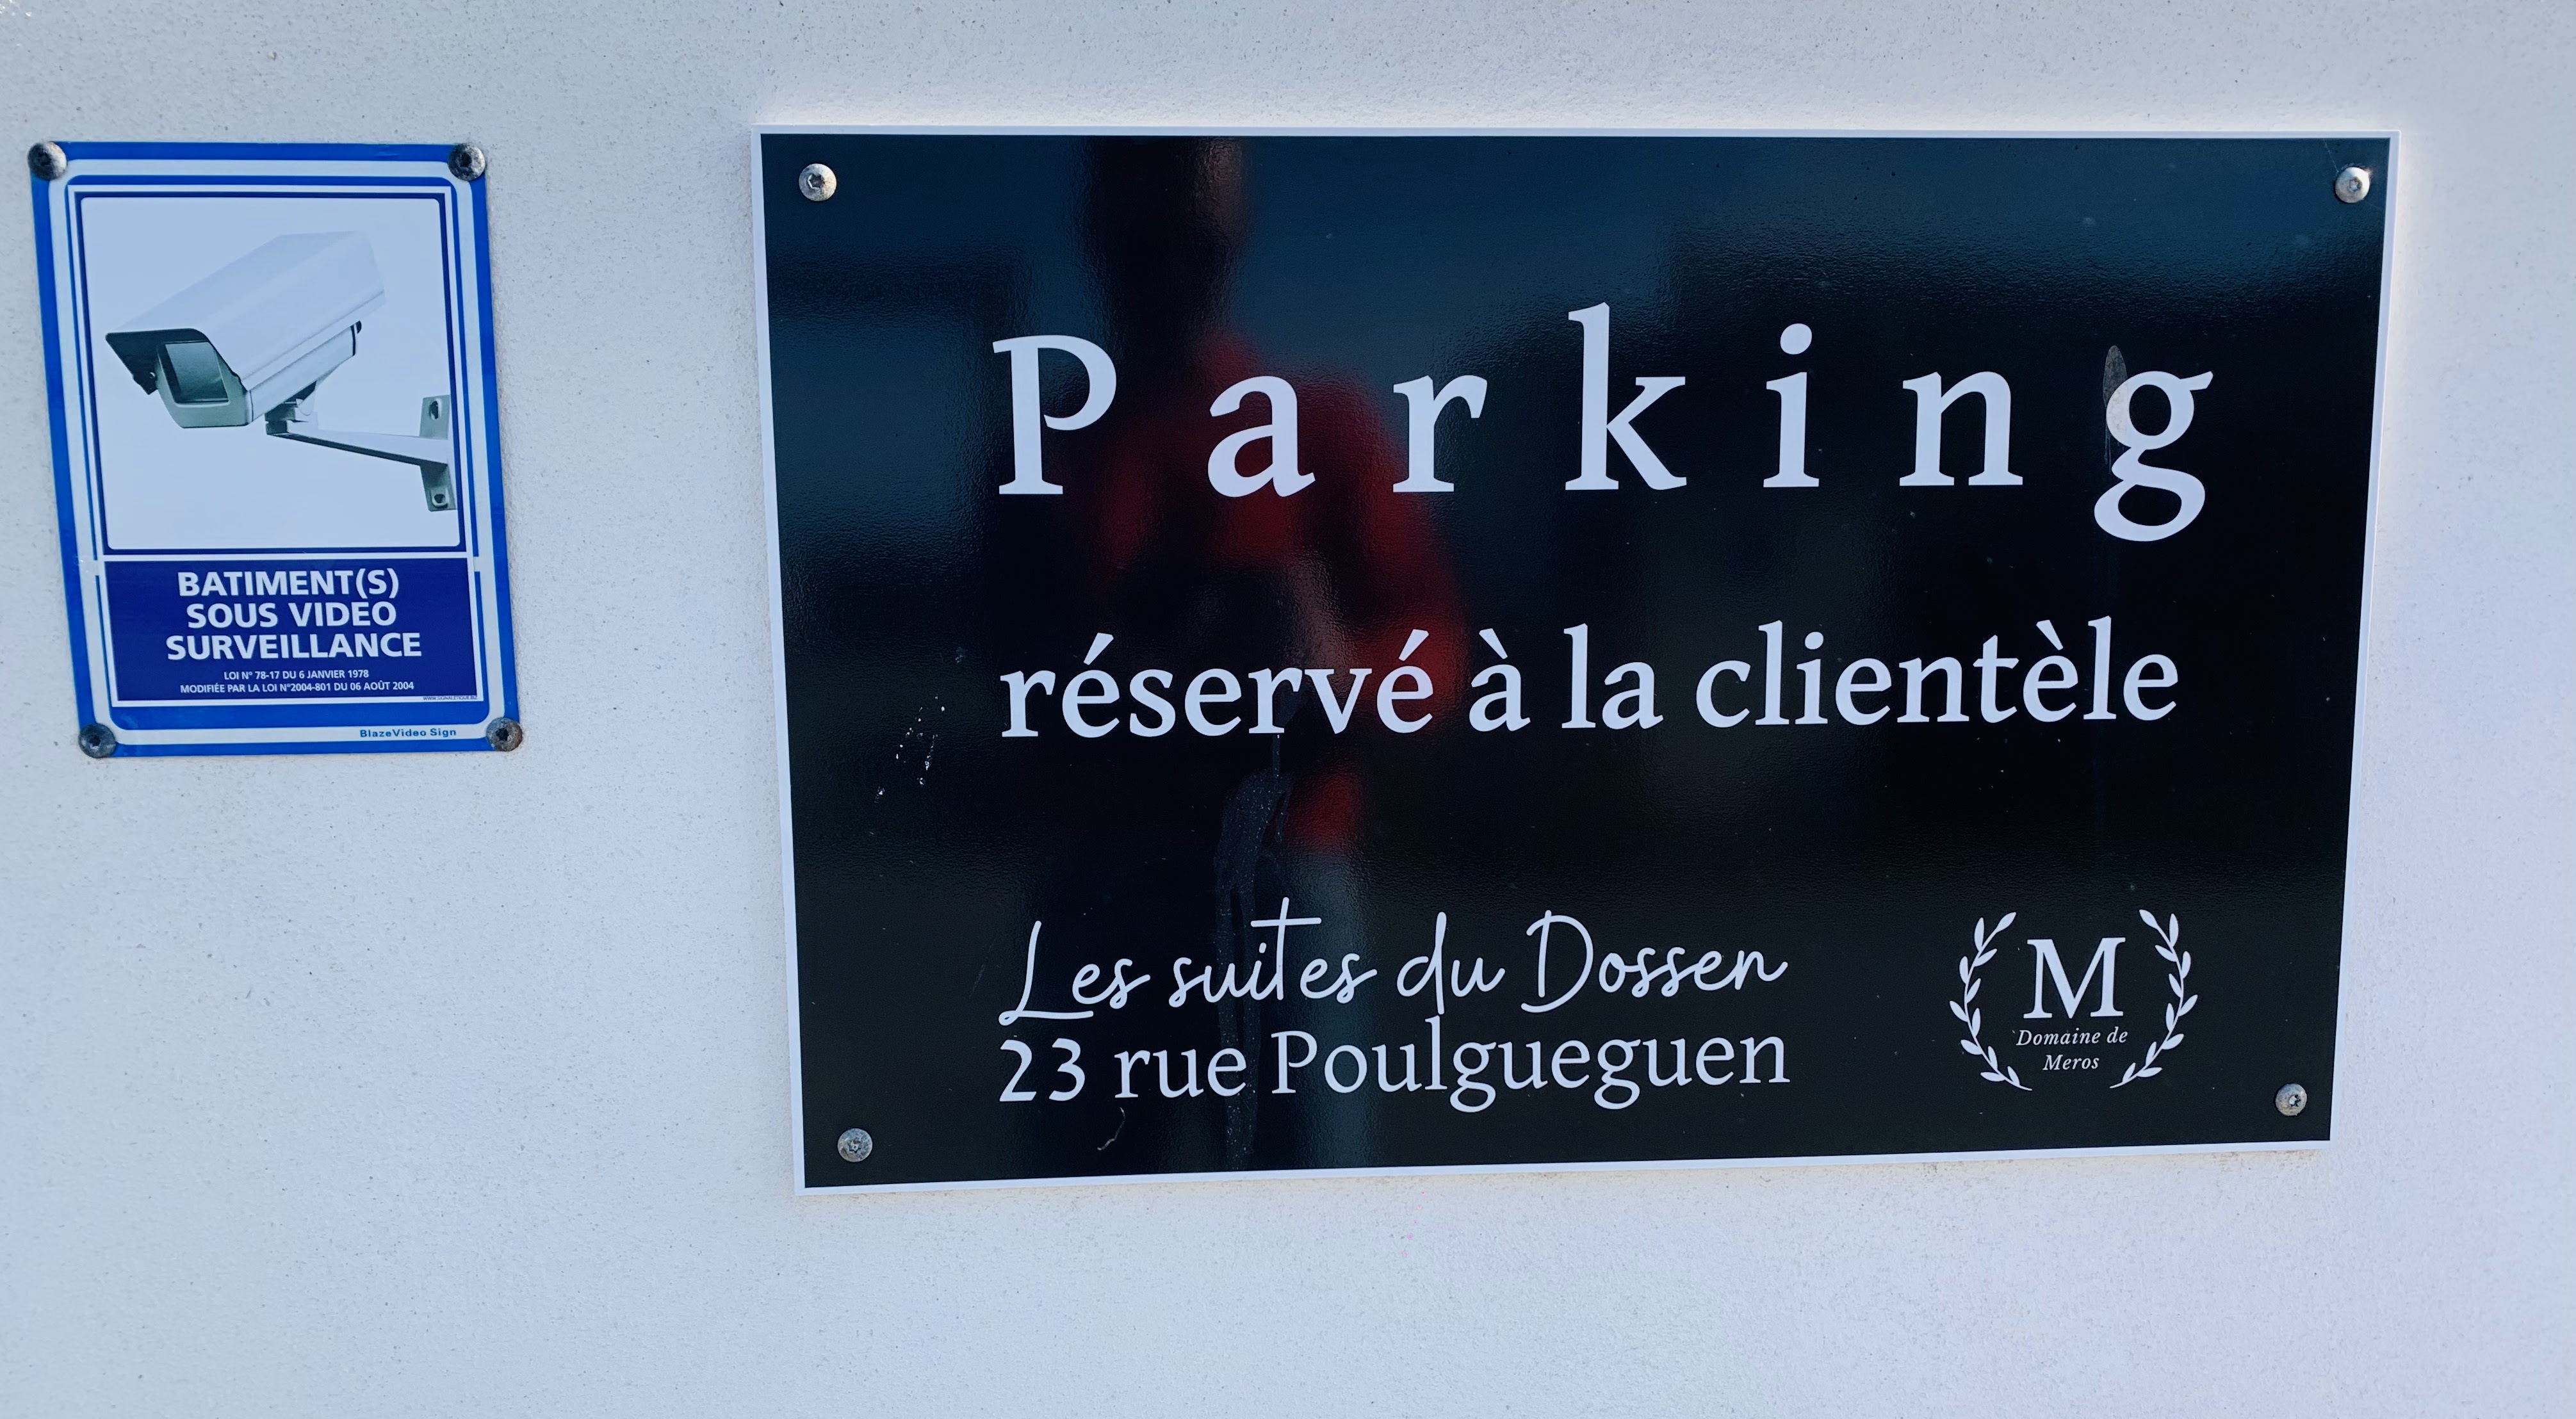 BATIMENT(S)
SOUS VIDEO
SURVEILLANCE
LOI N° 78-17 DU 6 JANVIER 1978
MODIFIÉE PAR LA LOI N°2004-801 DU 06 AOÛT 2004
BlazeVideo Sign
Parking
réservé à la clientèle
Les suites du Dossen
23 rue Poulgueguen
M
Domaine de
Meros